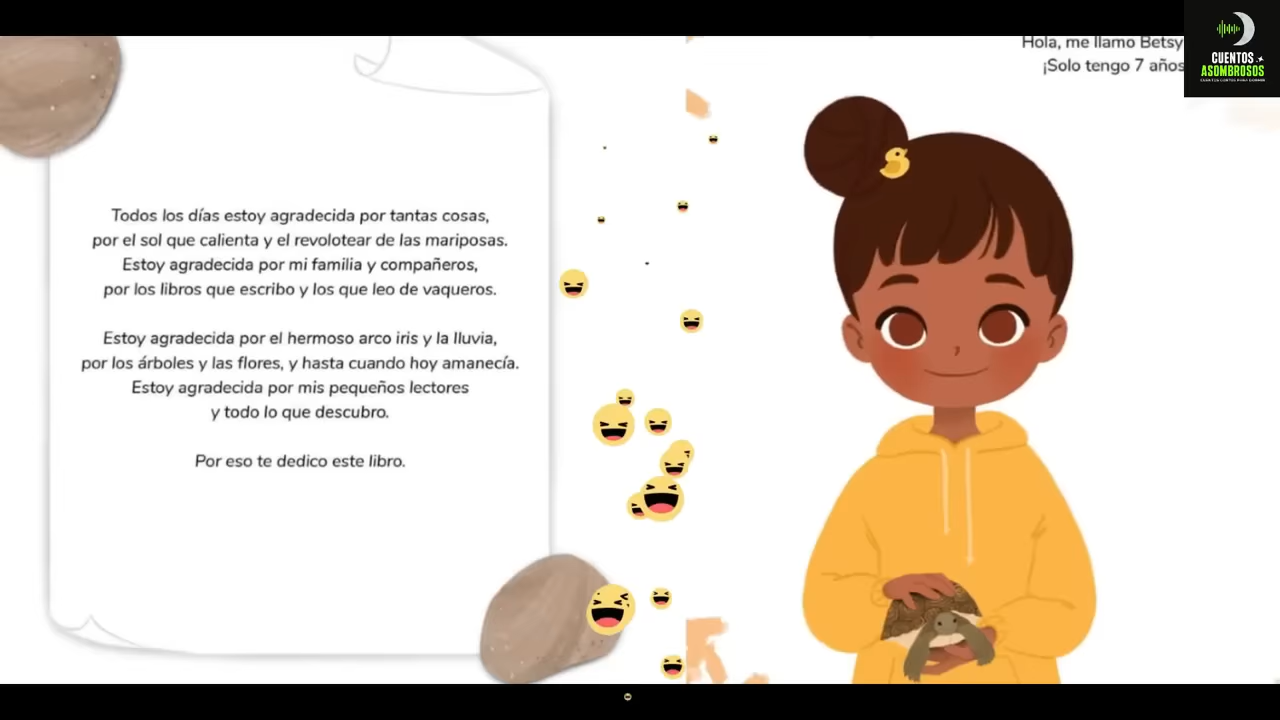 Todos los días estoy agradecida por tantas cosas,
por el sol que calienta y el revolotear de las mariposas.
Estoy agradecida por mi familia y compañeros,
por los libros que escribo y los que leo de vaqueros.
Estoy agradecida por el hermoso arco iris y la lluvia,
por los árboles y las flores, y hasta cuando hoy amanecía.
Estoy agradecida por mis pequeños lectores
y todo lo que descubro.
Por eso te dedico este libro.
Hola, me llamo Betsy
¡Solo tengo 7 años
CUENTOS
ASOMBROSOS